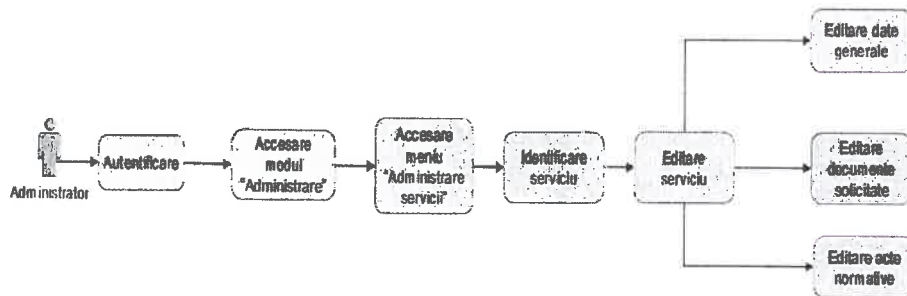 Administrator
Autentificare
Accesare
modul
"Administrare"
Accesare
meniu
"Administrare
servicii"
Identificare
serviciu
Editare
serviciu
Editare date
generale
Editare
documente
solicitate
Editare acte
normative